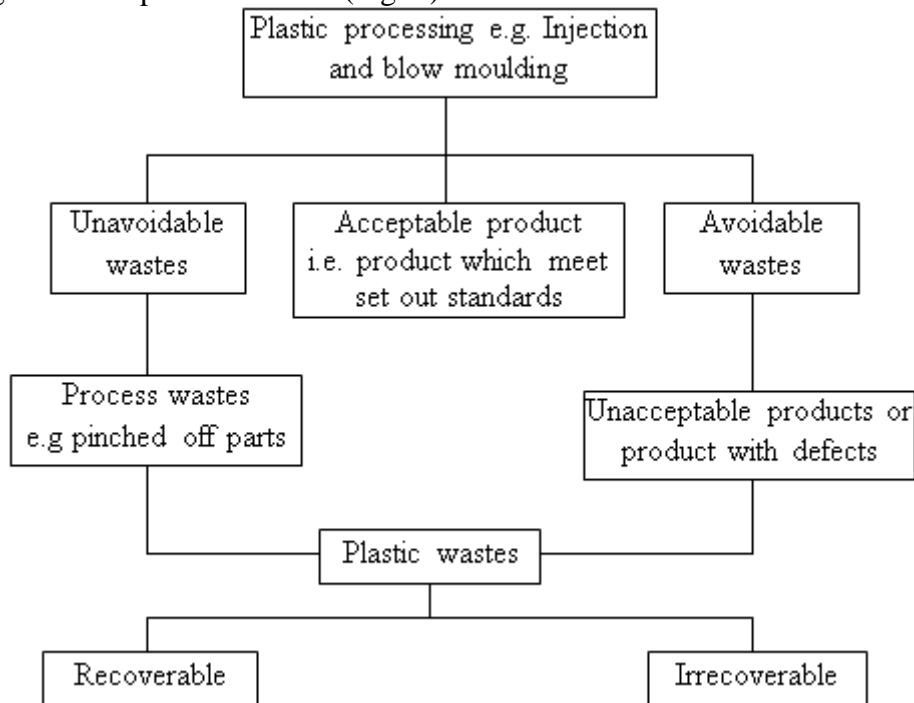 Plastic processing e.g. Injection
and blow moulding
Unavoidable
wastes
Acceptable product
i.e. product which meet
set out standards
Avoidable
wastes
Process wastes
e.g pinched off parts
Unacceptable products or
product with defects
Plastic wastes
Recoverable
Irrecoverable